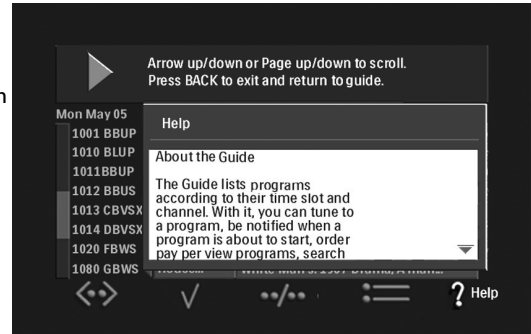 Arrow up/down or Page up/down to scroll.
Press BACK to exit and return to guide.
Mon May 05
Help
1001 BBUP
1010 BLUP
1011BBUP
1012 BBUS
1013 CBVSX
1014 DBVSX
1020 FBWS
1080 GBWS
About the Guide
The Guide lists programs
according to their time slot and
channel. With it, you can tune to
a program, be notified when a
program is about to start, order
pay per view programs, search
? Help